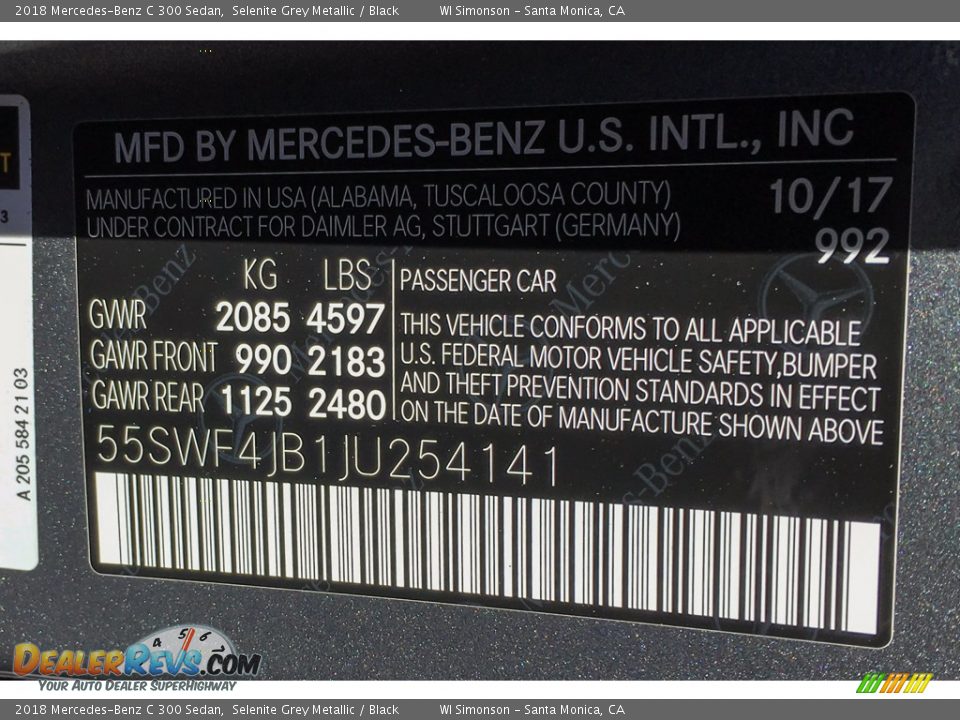 2018 Mercedes-Benz C 300 Sedan, Selenite Grey Metallic / Black WI Simonson - Santa Monica, CA
MFD BY MERCEDES-BENZ U.S. INTL., INC
MANUFACTURED IN USA (ALABAMA, TUSCALOOSA COUNTY)
UNDER CONTRACT FOR DAIMLER AG, STUTTGART (GERMANY)
10/17
992
KG LBS
GVWR 2085 4597
GAWR FRONT 990 2183
GAWR REAR 1125 2480
PASSENGER CAR
THIS VEHICLE CONFORMS TO ALL APPLICABLE
U.S. FEDERAL MOTOR VEHICLE SAFETY,BUMPER
AND THEFT PREVENTION STANDARDS IN EFFECT
ON THE DATE OF MANUFACTURE SHOWN ABOVE
55SWF4JB1JU254141
A 205 584 21 03
DEALERREVS.COM
YOUR AUTO DEALER SUPERHIGHWAY
2018 Mercedes-Benz C 300 Sedan, Selenite Grey Metallic / Black WI Simonson - Santa Monica, CA